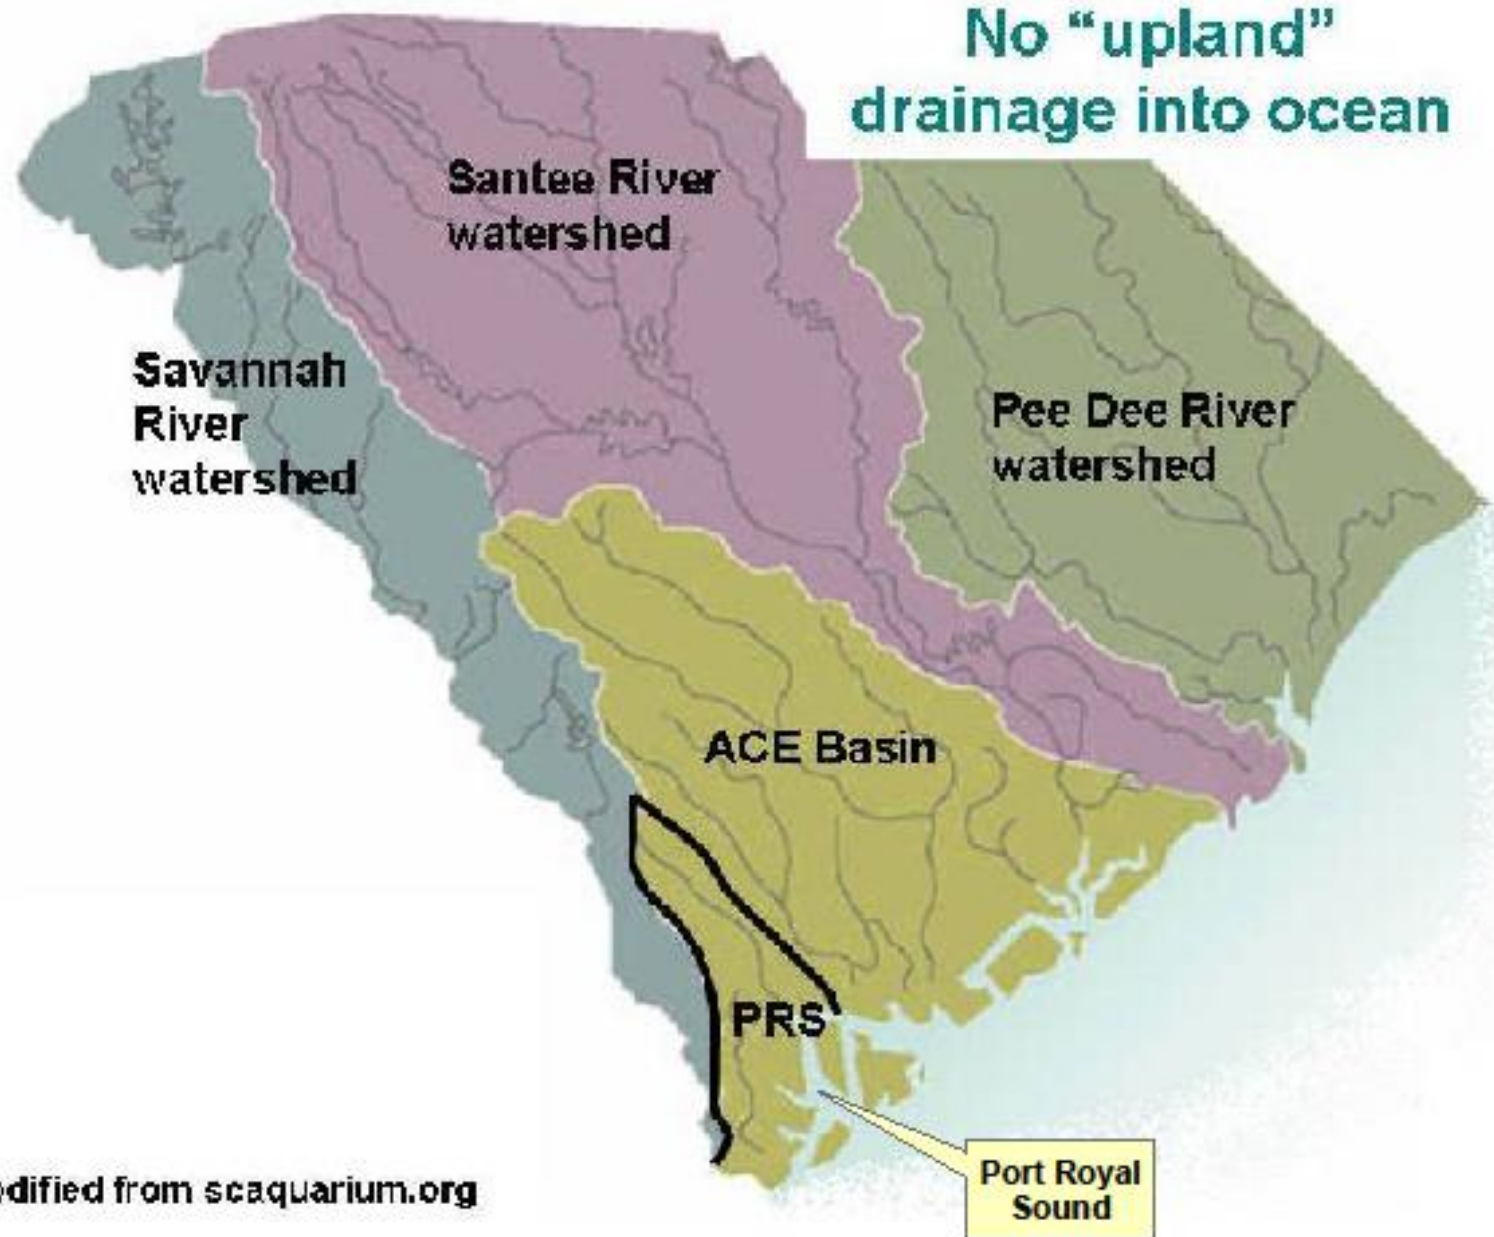 No “upland”
drainage into ocean
Santee River
watershed
Savannah
River
watershed
Pee Dee River
watershed
ACE Basin
PRS
Port Royal
Sound
dified from scaquarium.org